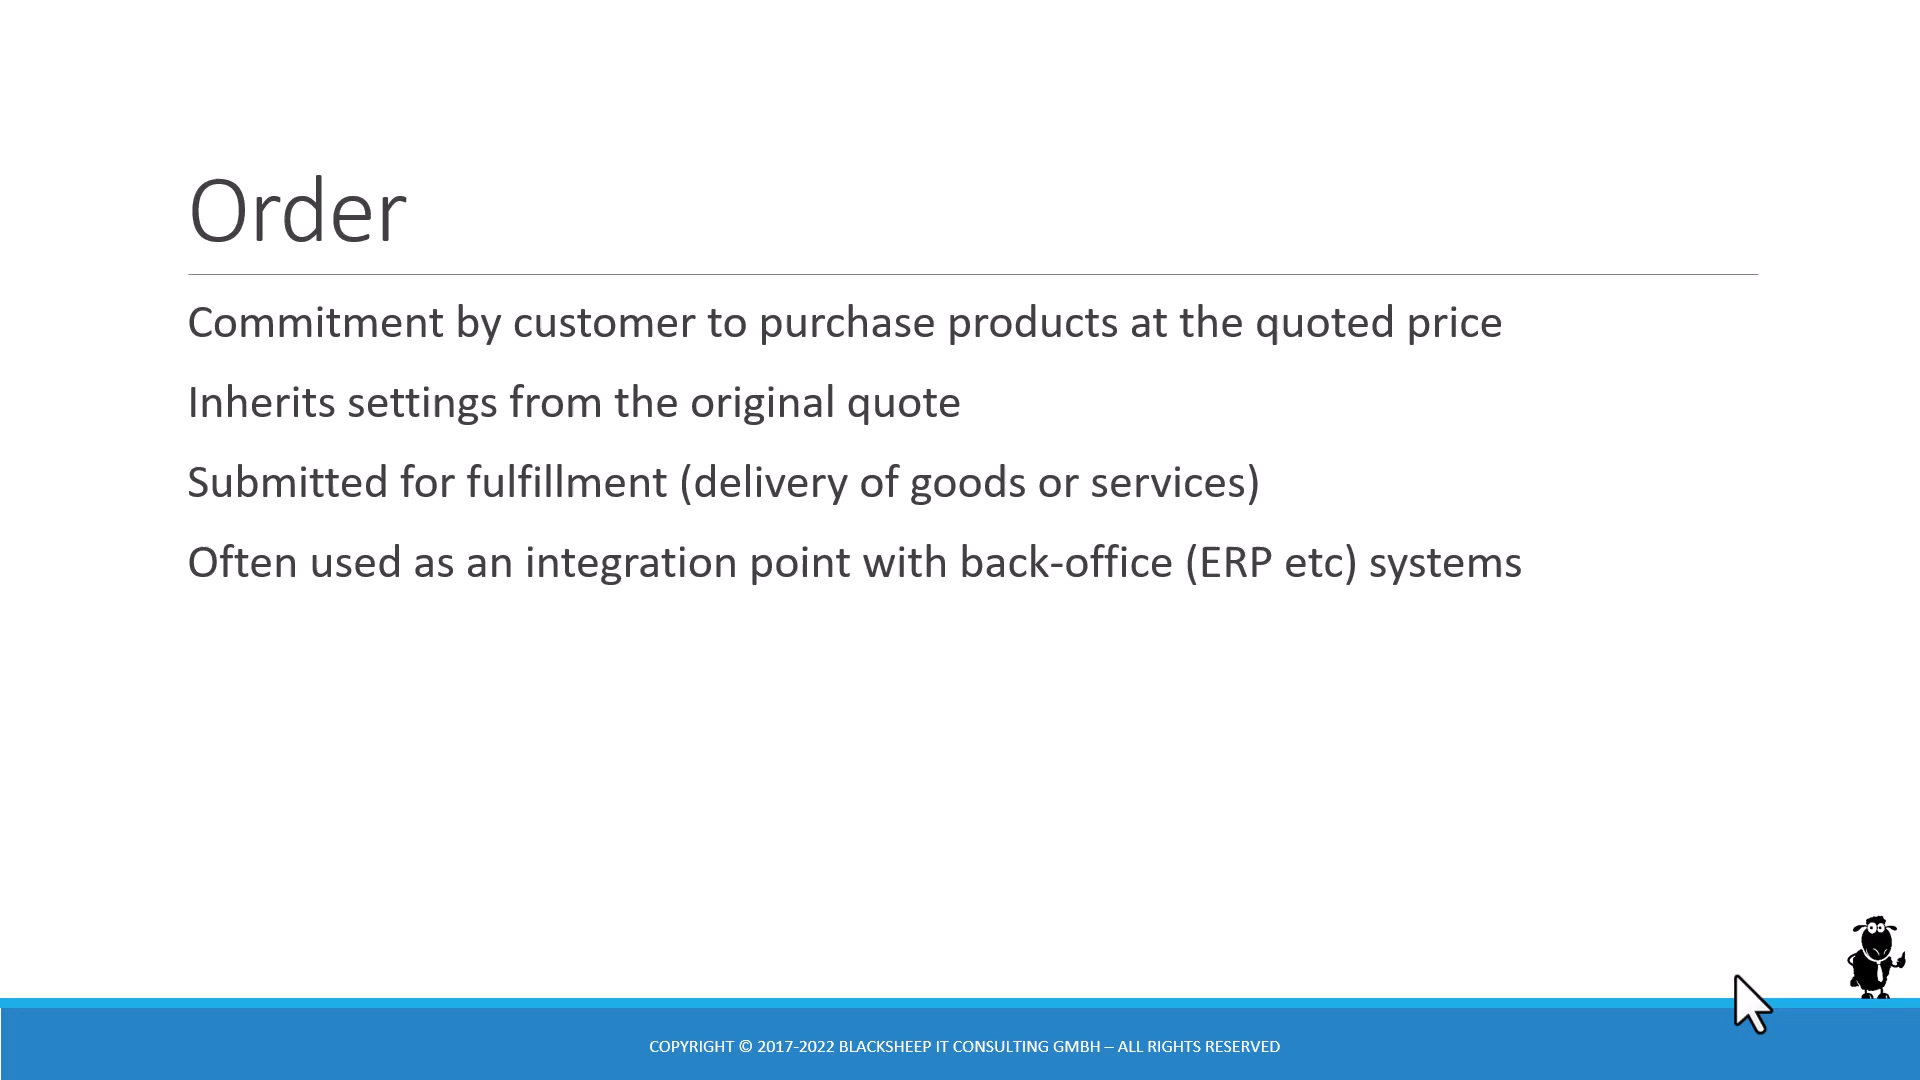 Order
Commitment by customer to purchase products at the quoted price
Inherits settings from the original quote
Submitted for fulfillment (delivery of goods or services)
Often used as an integration point with back-office (ERP etc) systems
COPYRIGHT © 2017-2022 BLACKSHEEP IT CONSULTING GMBH – ALL RIGHTS RESERVED